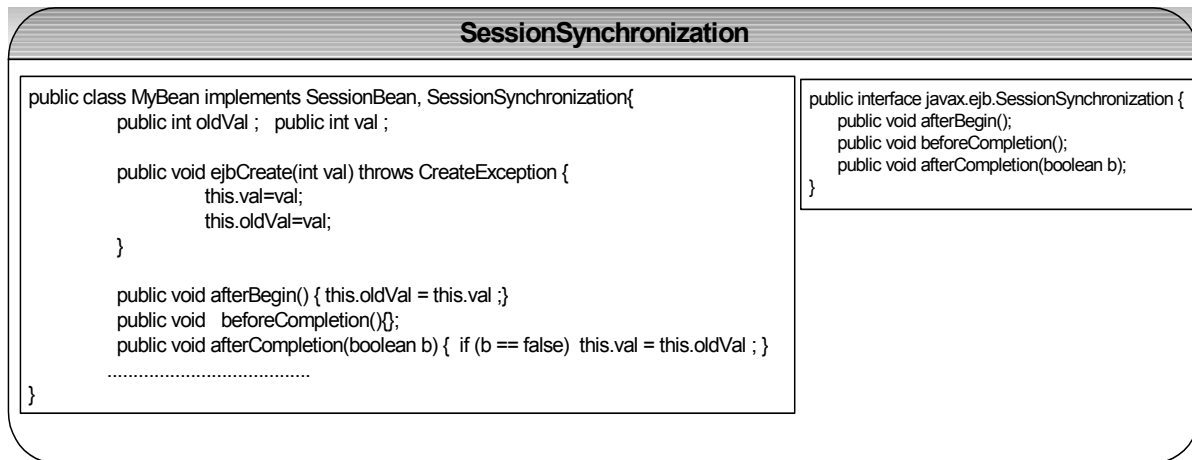 SessionSynchronization
public class MyBean implements SessionBean, SessionSynchronization{
public int oldVal ; public int val ;
public void ejbCreate(int val) throws CreateException {
this.val=val;
this.oldVal=val;
}
public void afterBegin() { this.oldVal = this.val ;}
public void beforeCompletion(){};
public void afterCompletion(boolean b) { if (b == false) this.val = this.oldVal ; }
.......................................
}
public interface javax.ejb.SessionSynchronization {
public void afterBegin();
public void beforeCompletion();
public void afterCompletion(boolean b);
}